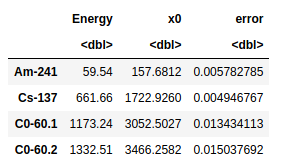 Energy x0 error
<dbl> <dbl> <dbl>
Am-241 59.54 157.6812 0.005782785
Cs-137 661.66 1722.9260 0.004946767
C0-60.1 1173.24 3052.5027 0.013434113
C0-60.2 1332.51 3466.2582 0.015037692